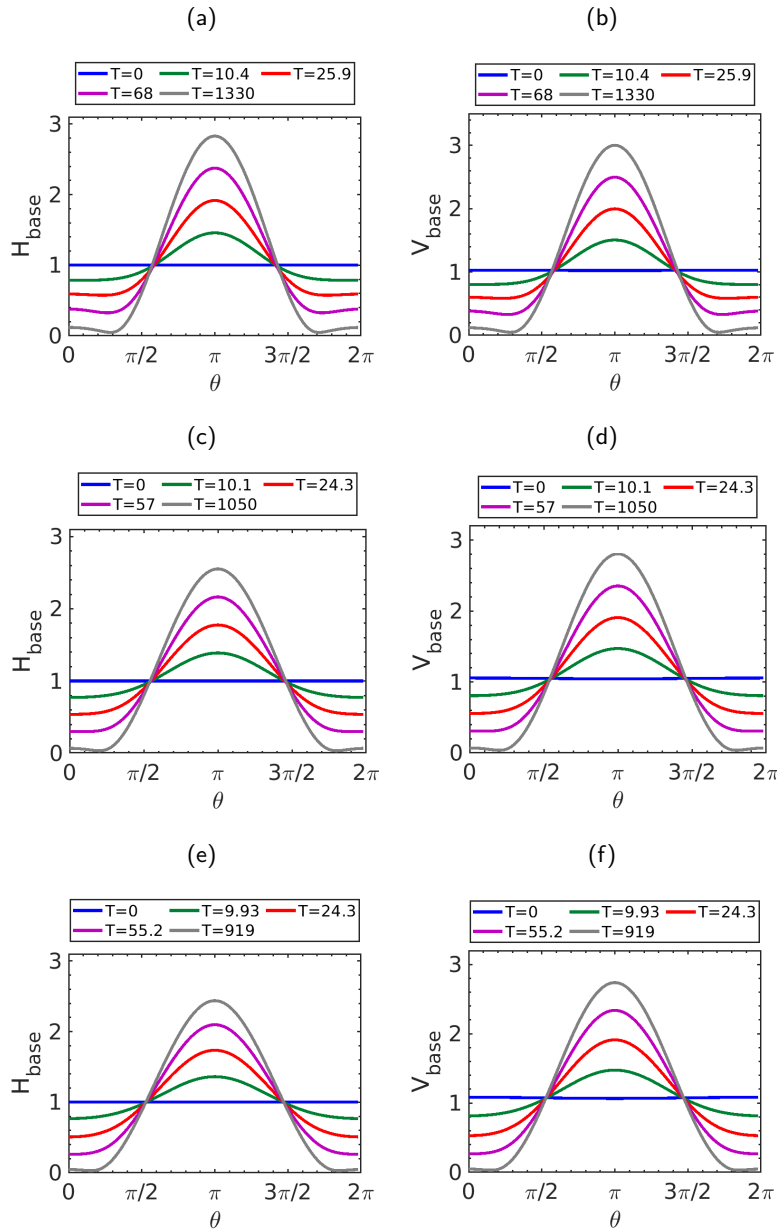 (a)
T=0 T=10.4 T=25.9
T=68 T=1330
3
2
1
0
H_base
0 π/2 π 3π/2 2π
θ
(b)
T=0 T=10.4 T=25.9
T=68 T=1330
3
2
1
0
V_base
0 π/2 π 3π/2 2π
θ
(c)
T=0 T=10.1 T=24.3
T=57 T=1050
3
2
1
0
H_base
0 π/2 π 3π/2 2π
θ
(d)
T=0 T=10.1 T=24.3
T=57 T=1050
3
2
1
0
V_base
0 π/2 π 3π/2 2π
θ
(e)
T=0 T=9.93 T=24.3
T=55.2 T=919
3
2
1
0
H_base
0 π/2 π 3π/2 2π
θ
(f)
T=0 T=9.93 T=24.3
T=55.2 T=919
3
2
1
0
V_base
0 π/2 π 3π/2 2π
θ